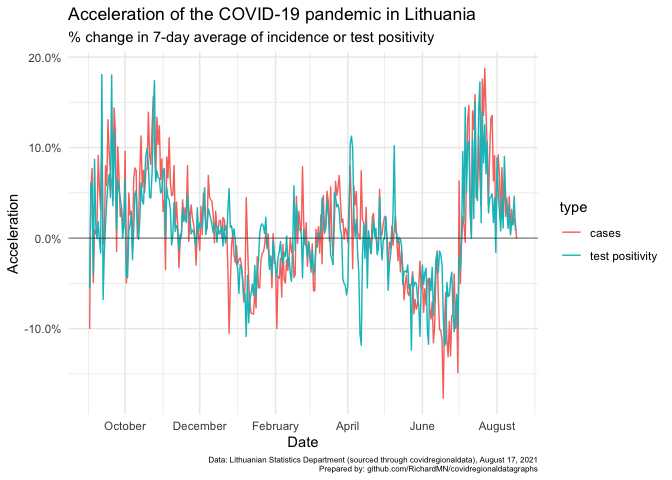 Acceleration of the COVID-19 pandemic in Lithuania
% change in 7-day average of incidence or test positivity
20.0%
10.0%
0.0%
-10.0%
Acceleration
October
December
February
April
June
August
Date
type
cases
test positivity
Data: Lithuanian Statistics Department (sourced through covidregionaldata), August 17, 2021
Prepared by: github.com/RichardMN/covidregionaldatagraphs